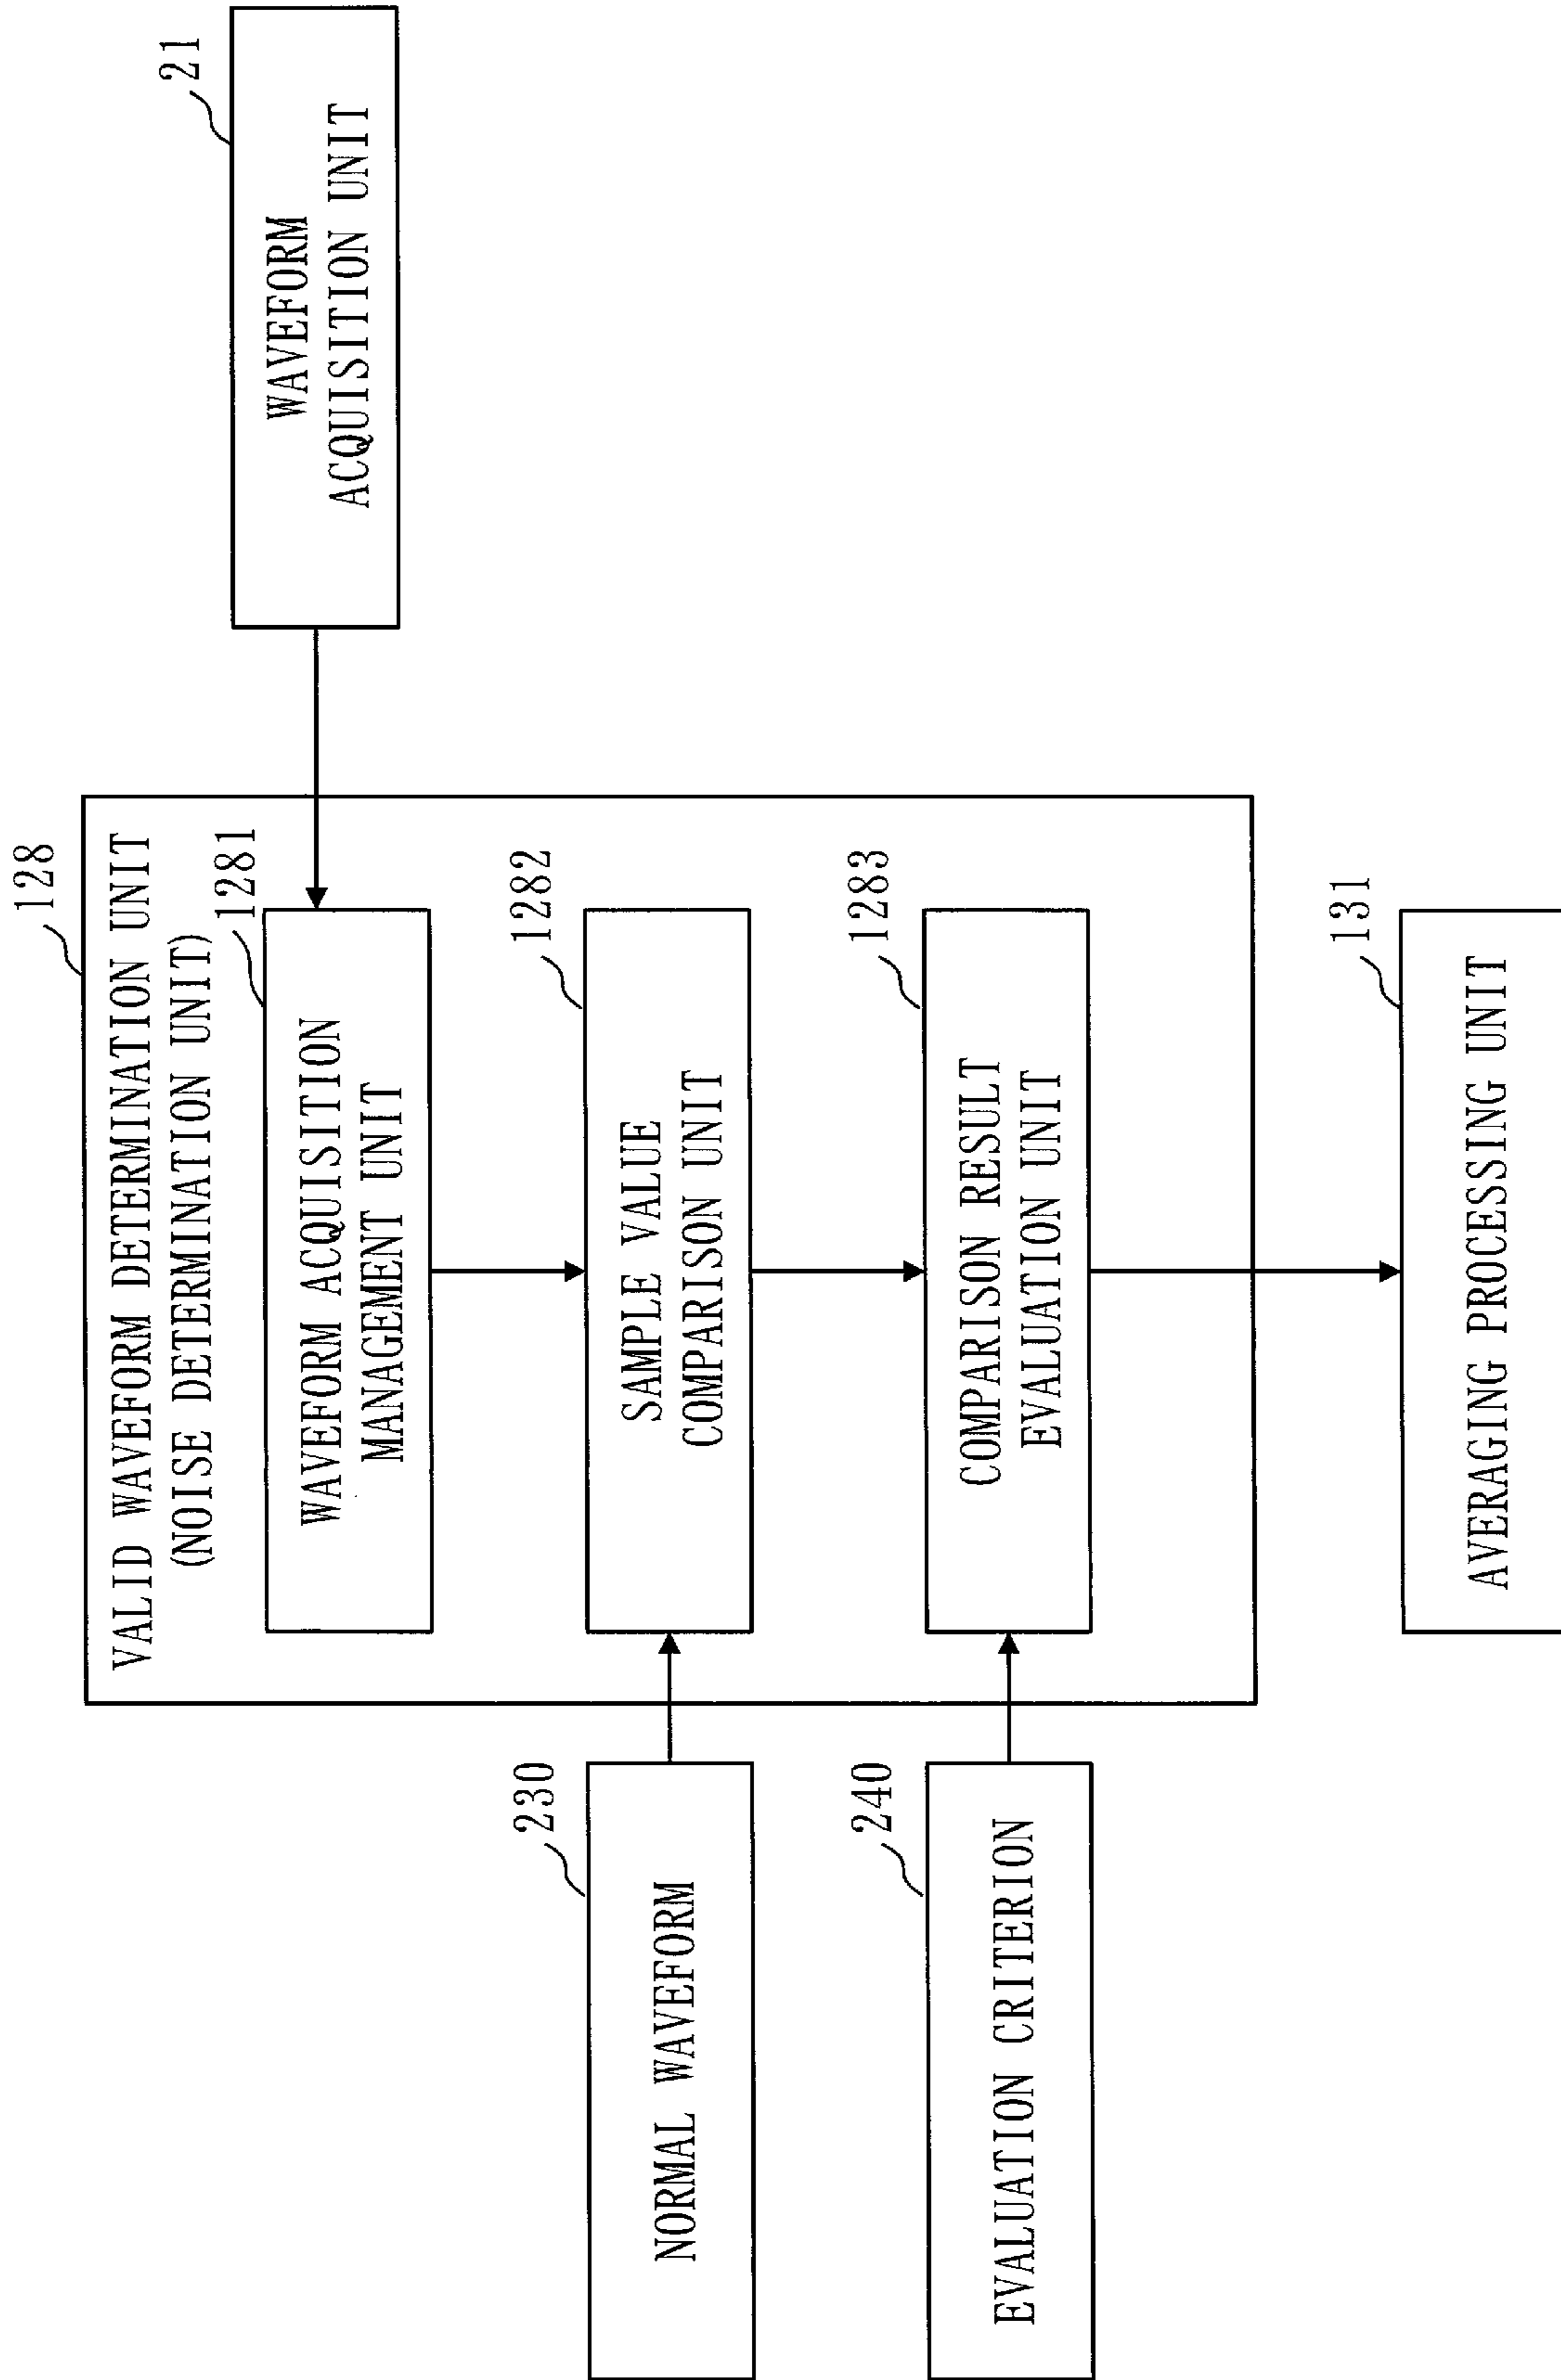 128
VALID WAVEFORM DETERMINATION UNIT
(NOISE DETERMINATION UNIT)
21
WAVEFORM
ACQUISITION UNIT
1281
WAVEFORM ACQUISITION
MANAGEMENT UNIT
230
NORMAL WAVEFORM
1282
SAMPLE VALUE
COMPARISON UNIT
240
EVALUATION CRITERION
1283
COMPARISON RESULT
EVALUATION UNIT
131
AVERAGING PROCESSING UNIT